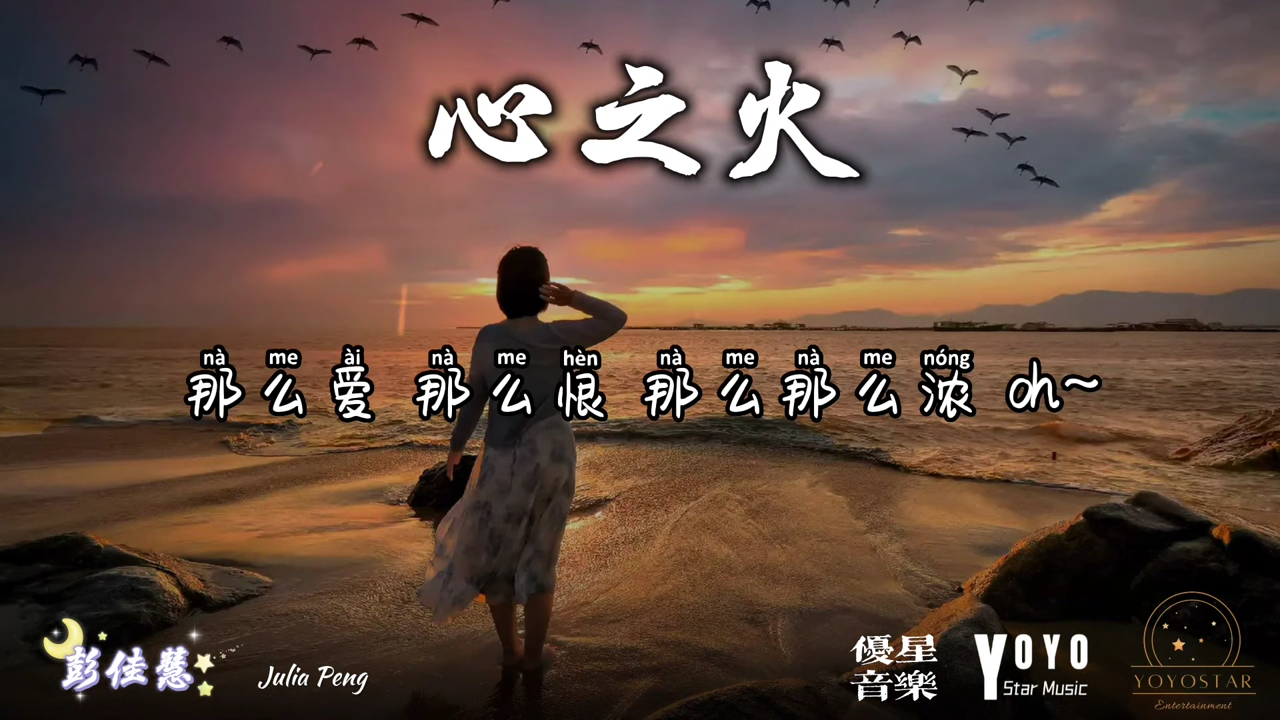 心之火
nà me ài nà me hèn nà me nà me nóng
那么爱 那么恨 那么那么浓 oh~
彭佳慧 Julia Peng
優星音樂
YOYO
Star Music
YOYOSTAR
Entertainment